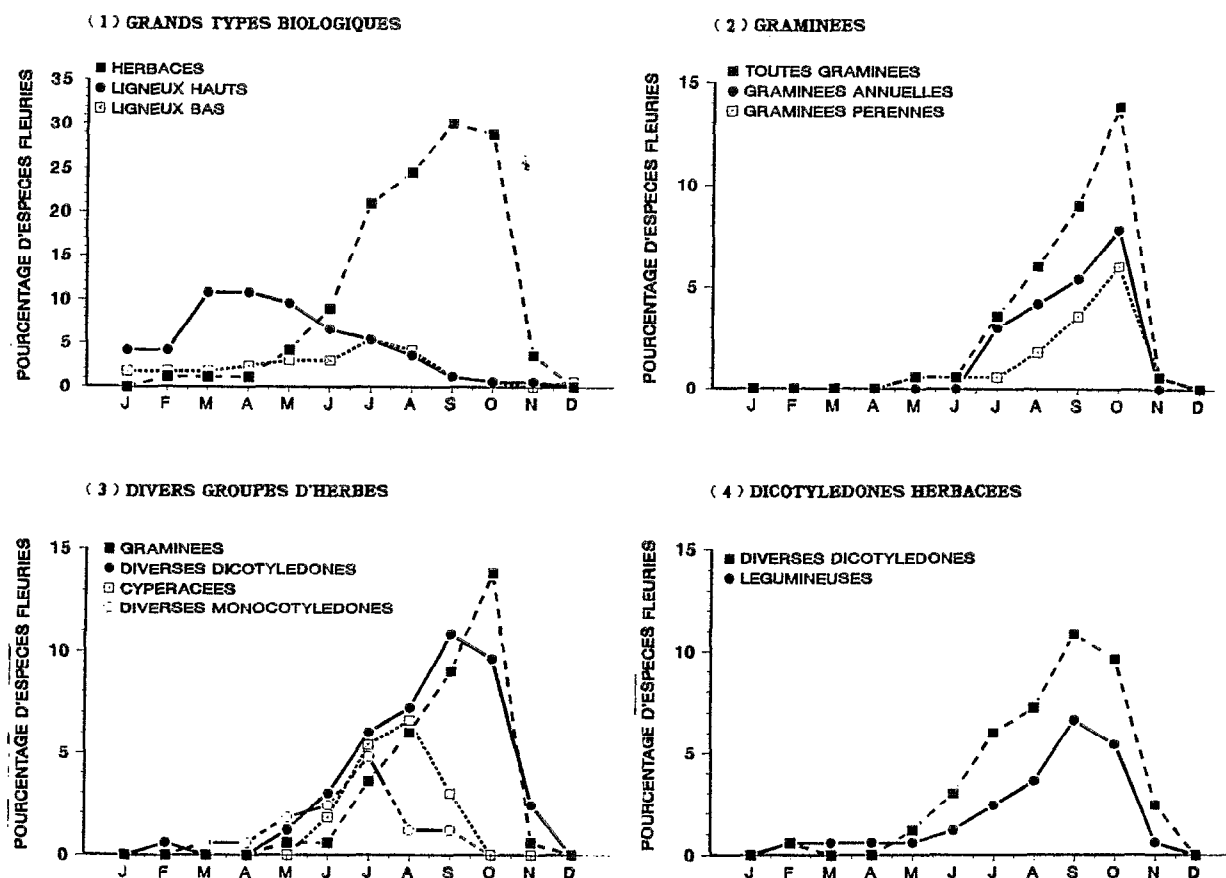 (1) GRANDS TYPES BIOLOGIQUES
POURCENTAGE D'ESPECES FLEURIES
HERBACES
LIGNEUX HAUTS
LIGNEUX BAS
35
30
25
20
15
10
5
0
J F M A M J J A S O N D
(2) GRAMINEES
POURCENTAGE D'ESPECES FLEURIES
TOUTES GRAMINEES
GRAMINEES ANNUELLES
GRAMINEES PERENNES
15
10
5
0
J F M A M J J A S O N D
(3) DIVERS GROUPES D'HERBES
POURCENTAGE D'ESPECES FLEURIES
GRAMINEES
DIVERSES DICOTYLEDONES
CYPERACEES
DIVERSES MONOCOTYLEDONES
15
10
5
0
J F M A M J J A S O N D
(4) DICOTYLEDONES HERBACEES
POURCENTAGE D'ESPECES FLEURIES
DIVERSES DICOTYLEDONES
LEGUMINEUSES
15
10
5
0
J F M A M J J A S O N D